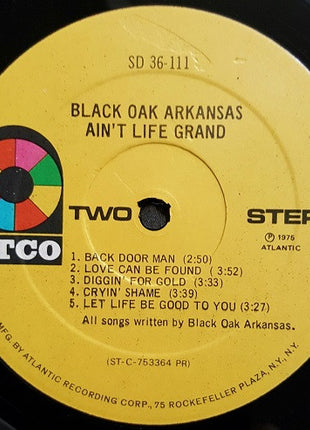 SD 36-111
BLACK OAK ARKANSAS
AIN'T LIFE GRAND
TCO
TWO
STER
℗ 1975
ATLANTIC
1. BACK DOOR MAN (2:50)
2. LOVE CAN BE FOUND (3:52)
3. DIGGIN' FOR GOLD (3:33)
4. CRYIN' SHAME (3:39)
5. LET LIFE BE GOOD TO YOU (3:27)
All songs written by Black Oak Arkansas.
(ST-C-753364 PR)
MFG. BY ATLANTIC RECORDING CORP., 75 ROCKEFELLER PLAZA, N.Y., N.Y.